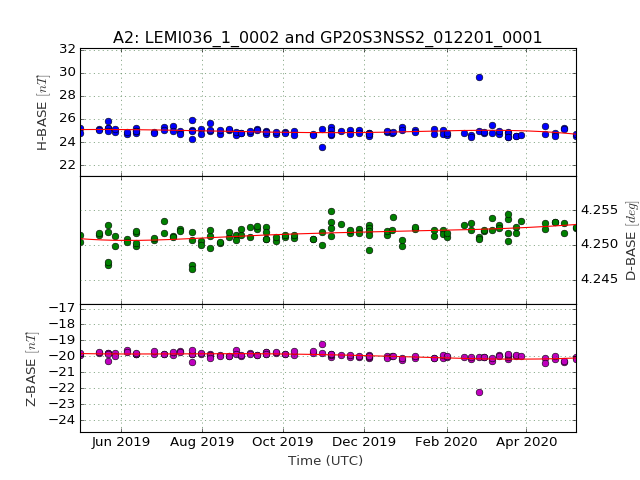 A2: LEMI036_1_0002 and GP20S3NSS2_012201_0001
32
30
28
26
24
22
H-BASE [nT]
4.255
4.250
4.245
D-BASE [deg]
−17
−18
−19
−20
−21
−22
−23
−24
Z-BASE [nT]
Jun 2019 Aug 2019 Oct 2019 Dec 2019 Feb 2020 Apr 2020
Time (UTC)